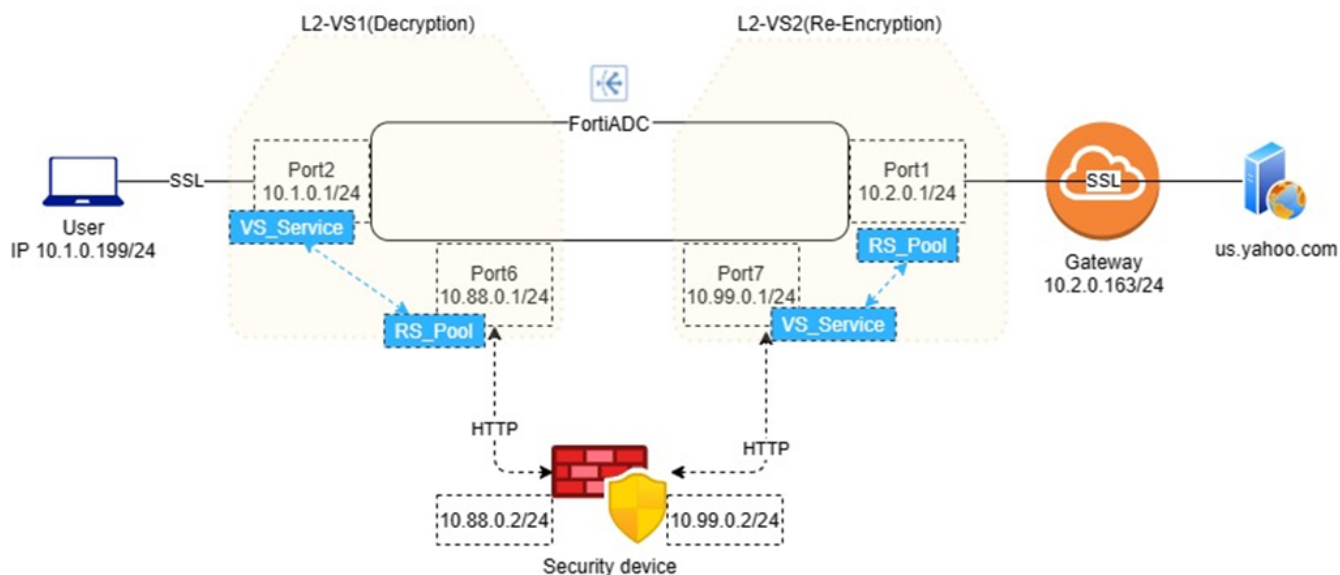 L2-VS1(Decryption)
L2-VS2(Re-Encryption)
FortiADC
SSL
Port2
10.1.0.1/24
VS_Service
User
IP 10.1.0.199/24
Port6
10.88.0.1/24
RS_Pool
Port1
10.2.0.1/24
RS_Pool
Port7
10.99.0.1/24
VS_Service
SSL
Gateway
10.2.0.163/24
us.yahoo.com
HTTP
HTTP
10.88.0.2/24
10.99.0.2/24
Security device